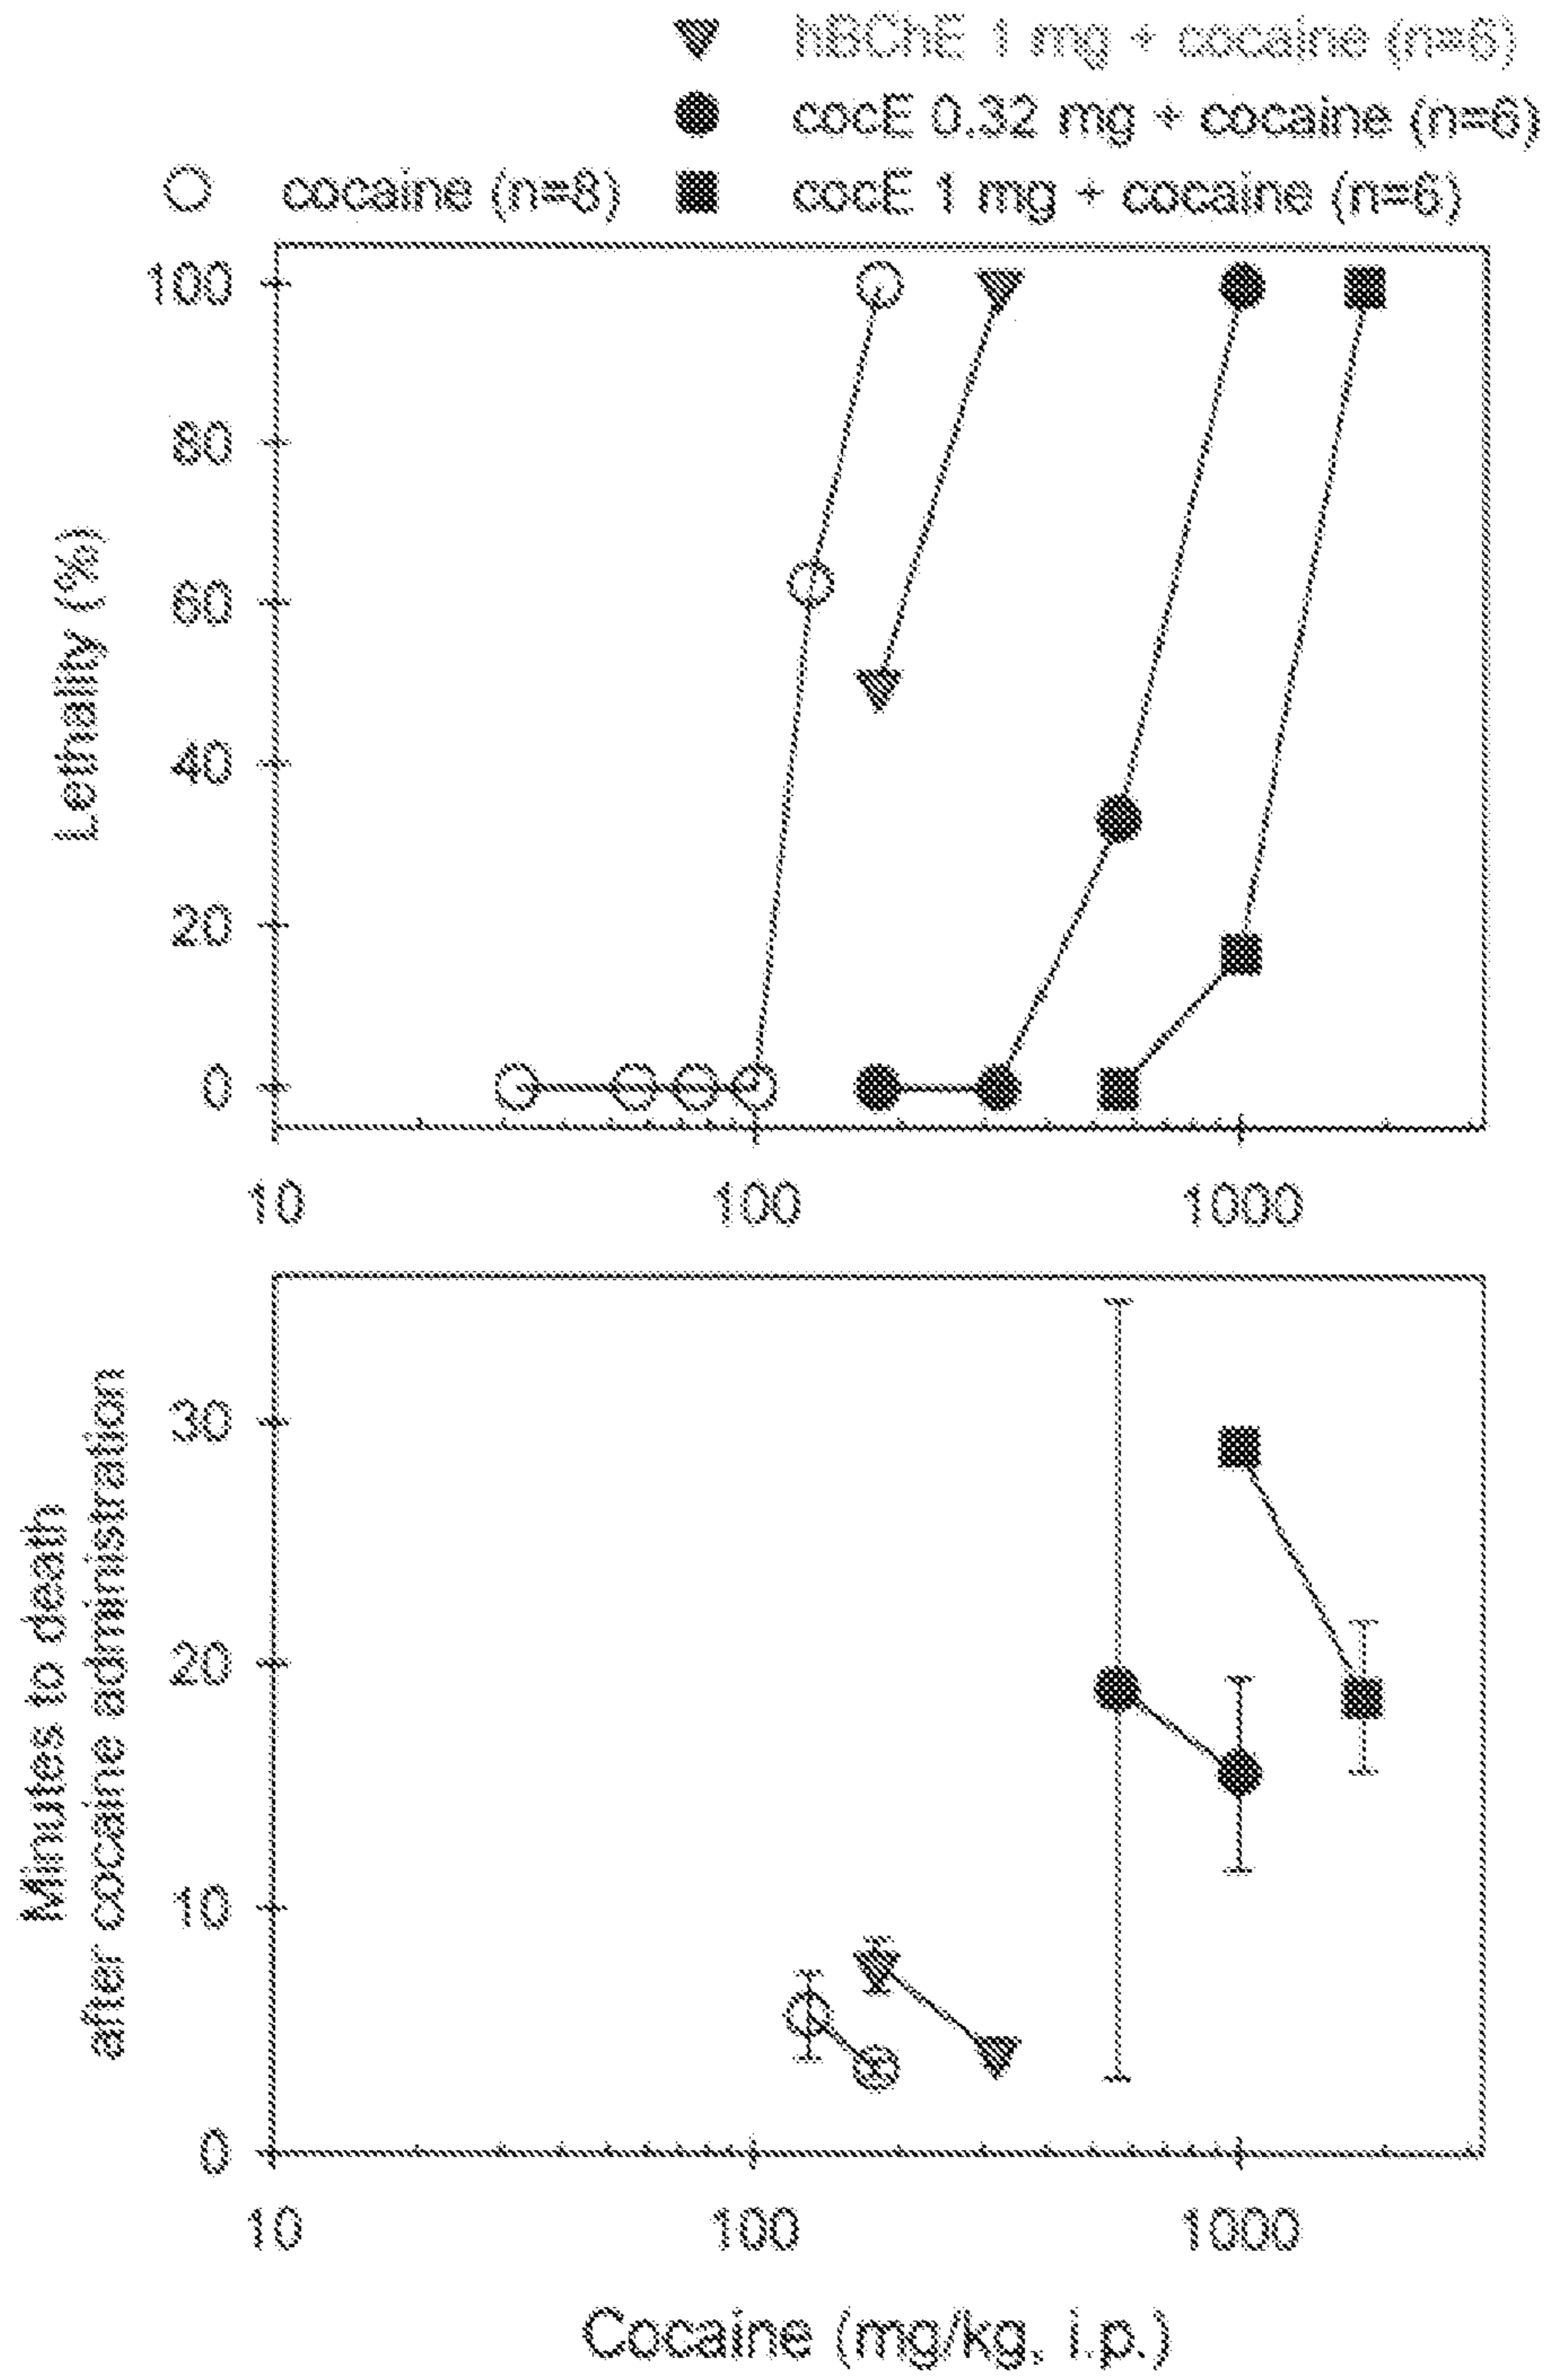 hBChE 1 mg + cocaine (n=6)
cocE 0.32 mg + cocaine (n=6)
cocaine (n=8)
cocE 1 mg + cocaine (n=6)
100
80
60
40
20
0
Lethality (%)
10
100
1000
30
20
10
0
Minutes to death
after cocaine administration
10
100
1000
Cocaine (mg/kg, i.p.)